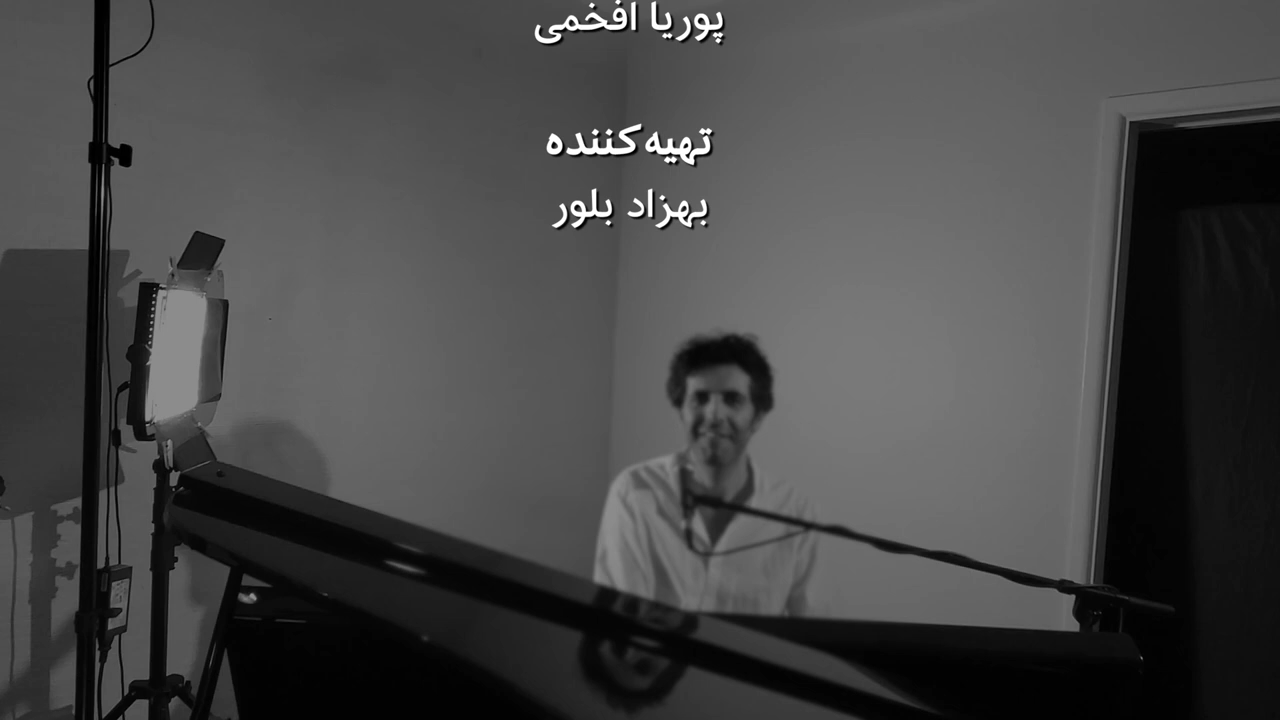 پوریا افخمی
تهیه‌کننده
بهزاد بلور